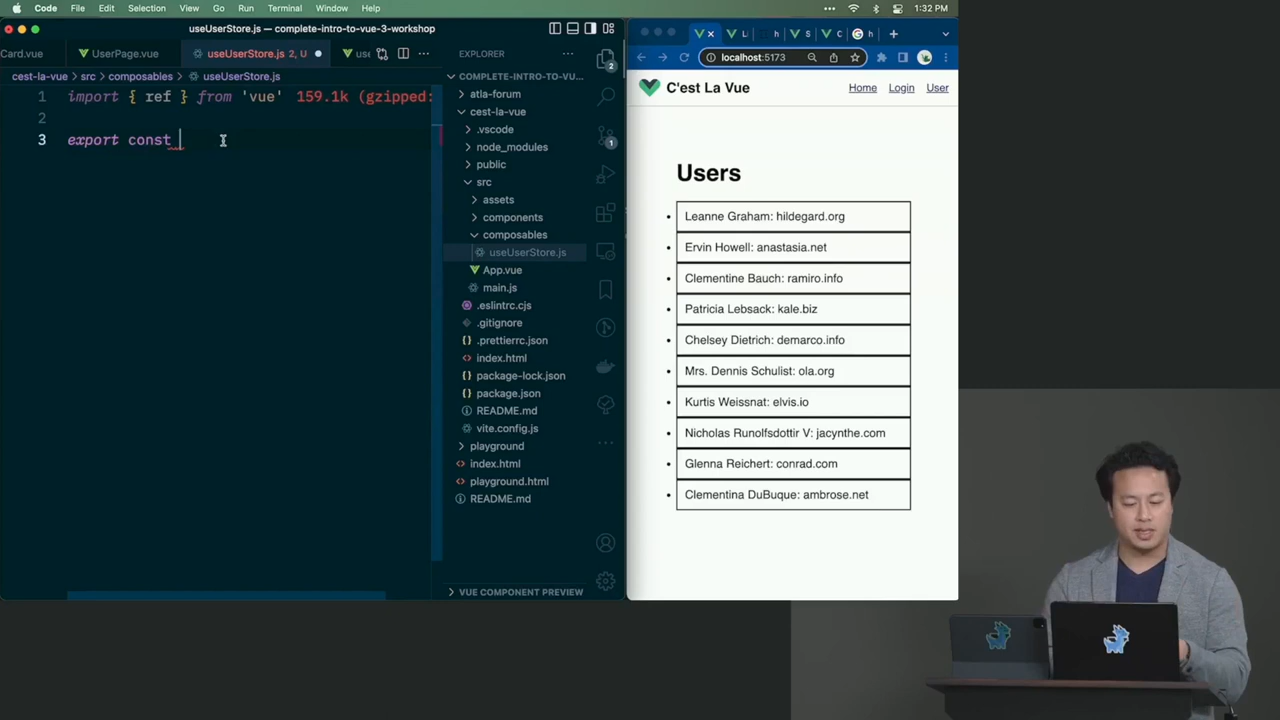 Code File Edit Selection View Go Run Terminal Window Help 1:32 PM
useUserStore.js — complete-intro-to-vue-3-workshop
Card.vue UserPage.vue useUserStore.js 2, U
cest-la-vue > src > composables > useUserStore.js
1 import { ref } from 'vue' 159.1k (gzipped:
2
3 export const
EXPLORER
COMPLETE-INTRO-TO-VU...
atla-forum
cest-la-vue
.vscode
node_modules
public
src
assets
components
composables
useUserStore.js
App.vue
main.js
.eslintrc.cjs
.gitignore
.prettierrc.json
index.html
package-lock.json
package.json
README.md
vite.config.js
playground
index.html
playground.html
README.md
VUE COMPONENT PREVIEW
2
1
localhost:5173
C'est La Vue
Home Login User
Users
Leanne Graham: hildegard.org
Ervin Howell: anastasia.net
Clementine Bauch: ramiro.info
Patricia Lebsack: kale.biz
Chelsey Dietrich: demarco.info
Mrs. Dennis Schulist: ola.org
Kurtis Weissnat: elvis.io
Nicholas Runolfsdottir V: jacynthe.com
Glenna Reichert: conrad.com
Clementina DuBuque: ambrose.net